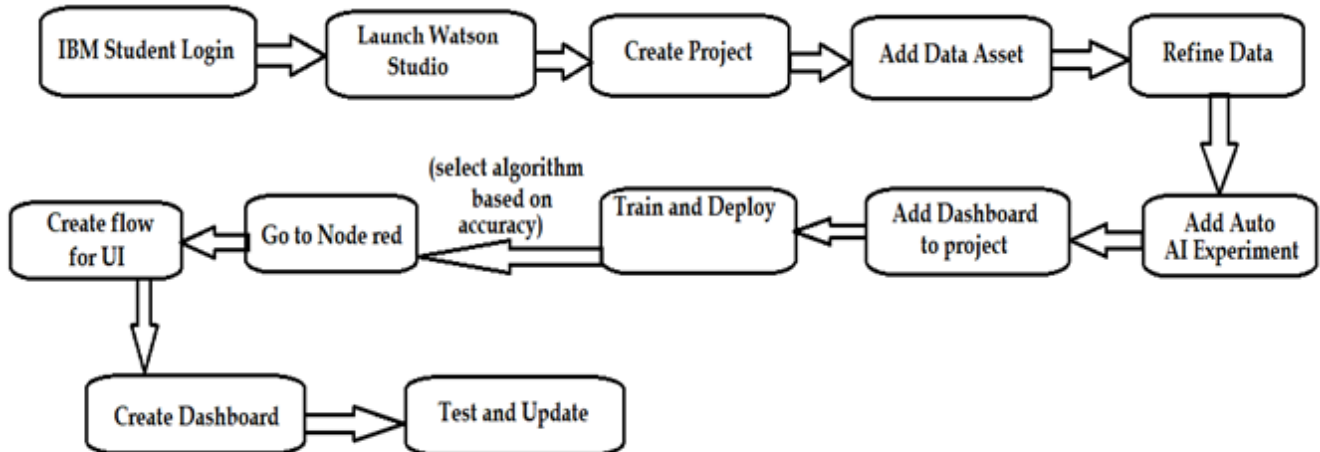 IBM Student Login
Launch Watson
Studio
Create Project
Add Data Asset
Refine Data
Add Auto
AI Experiment
Add Dashboard
to project
Train and Deploy
(select algorithm
based on
accuracy)
Go to Node red
Create flow
for UI
Create Dashboard
Test and Update